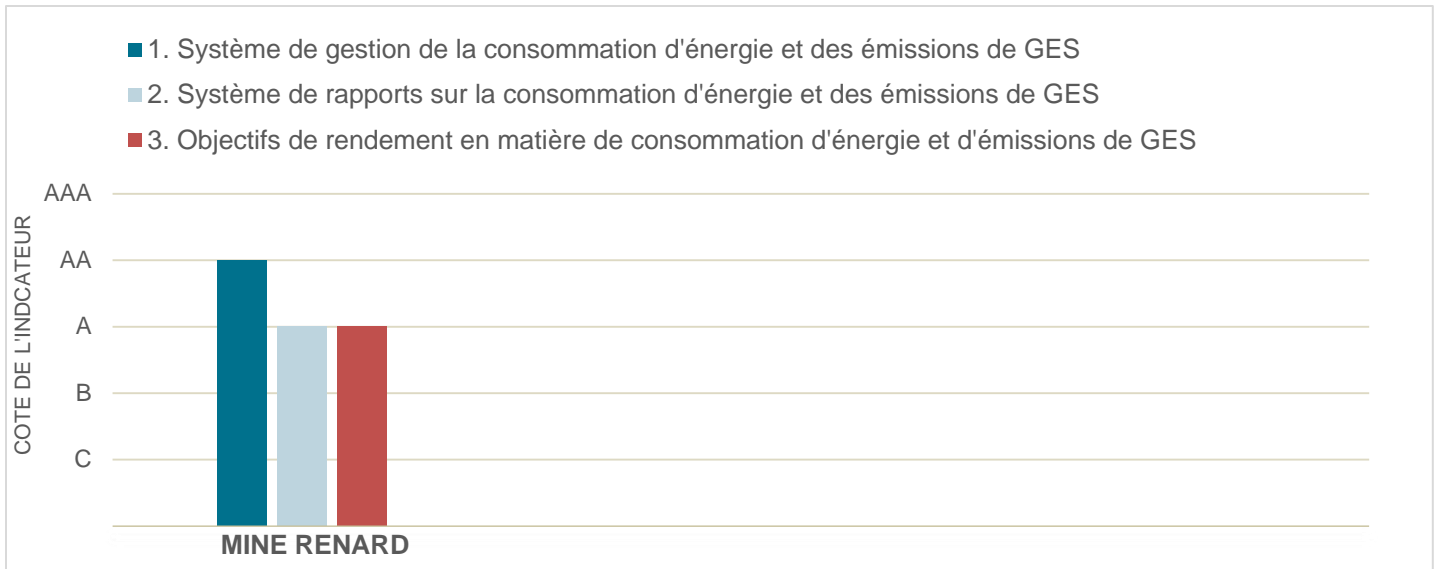 1. Système de gestion de la consommation d'énergie et des émissions de GES
2. Système de rapports sur la consommation d'énergie et des émissions de GES
3. Objectifs de rendement en matière de consommation d'énergie et d'émissions de GES
COTE DE L'INDCATEUR
AAA
AA
A
B
C
MINE RENARD